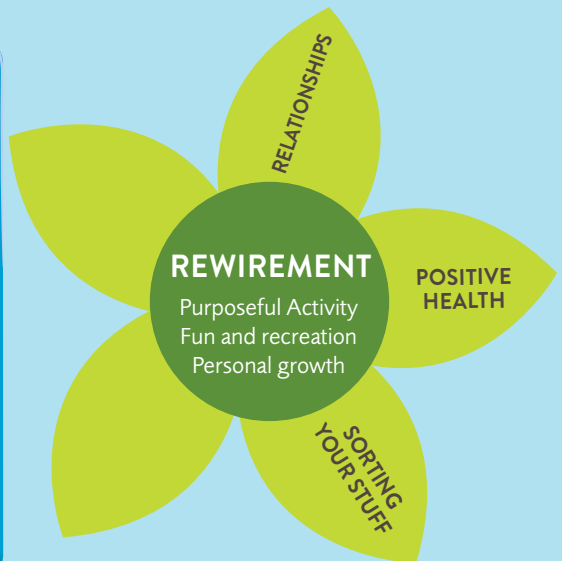 RELATIONSHIPS
REWIREMENT
Purposeful Activity
Fun and recreation
Personal growth
POSITIVE
HEALTH
SORTING
YOUR STUFF